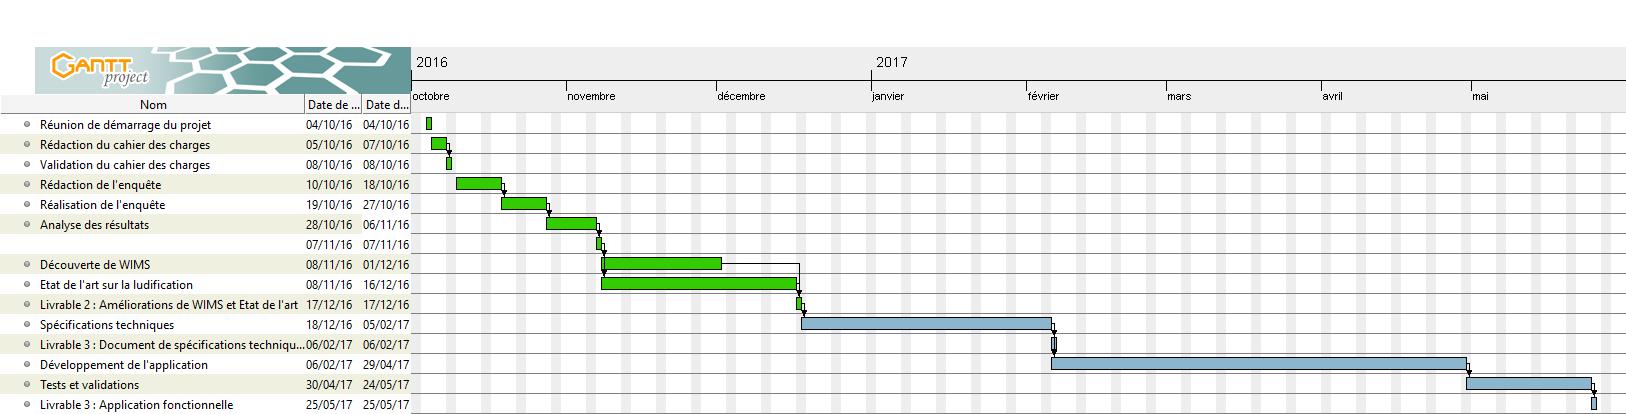 GANTT
project
2016 2017
octobre novembre décembre janvier février mars avril mai
Nom Date de ... Date d...
Réunion de démarrage du projet 04/10/16 04/10/16
Rédaction du cahier des charges 05/10/16 07/10/16
Validation du cahier des charges 08/10/16 08/10/16
Rédaction de l'enquête 10/10/16 18/10/16
Réalisation de l'enquête 19/10/16 27/10/16
Analyse des résultats 28/10/16 06/11/16
07/11/16 07/11/16
Découverte de WIMS 08/11/16 01/12/16
Etat de l'art sur la ludification 08/11/16 16/12/16
Livrable 2 : Améliorations de WIMS et Etat de l'art 17/12/16 17/12/16
Spécifications techniques 18/12/16 05/02/17
Livrable 3 : Document de spécifications techniqu... 06/02/17 06/02/17
Développement de l'application 06/02/17 29/04/17
Tests et validations 30/04/17 24/05/17
Livrable 3 : Application fonctionnelle 25/05/17 25/05/17